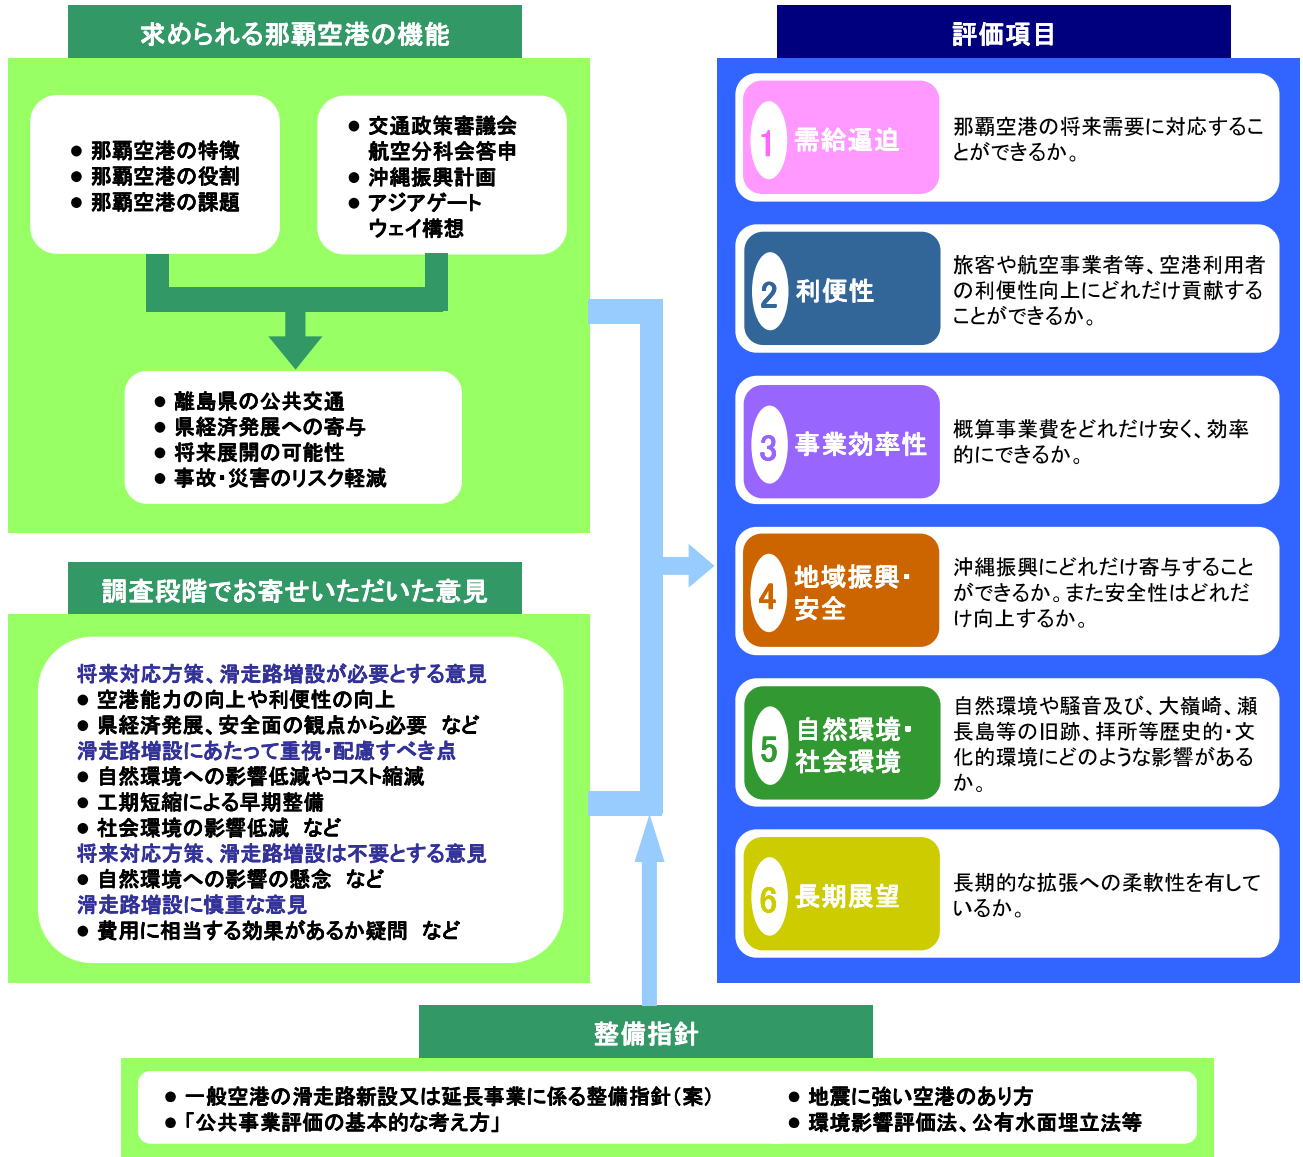 求められる那覇空港の機能
● 那覇空港の特徴
● 那覇空港の役割
● 那覇空港の課題
● 交通政策審議会
航空分科会答申
● 沖縄振興計画
● アジアゲート
ウェイ構想
● 離島県の公共交通
● 県経済発展への寄与
● 将来展開の可能性
● 事故・災害のリスク軽減
調査段階でお寄せいただいた意見
将来対応方策、滑走路増設が必要とする意見
● 空港能力の向上や利便性の向上
● 県経済発展、安全面の観点から必要 など
滑走路増設にあたって重視・配慮すべき点
● 自然環境への影響低減やコスト縮減
● 工期短縮による早期整備
● 社会環境の影響低減 など
将来対応方策、滑走路増設は不要とする意見
● 自然環境への影響の懸念 など
滑走路増設に慎重な意見
● 費用に相当する効果があるか疑問 など
評価項目
1 需給逼迫
那覇空港の将来需要に対応するこ
とができるか。
2 利便性
旅客や航空事業者等、空港利用者
の利便性向上にどれだけ貢献する
ことができるか。
3 事業効率性
概算事業費をどれだけ安く、効率
的にできるか。
4 地域振興・
安全
沖縄振興にどれだけ寄与すること
ができるか。また安全性はどれだ
け向上するか。
5 自然環境・
社会環境
自然環境や騒音及び、大嶺崎、瀬
長島等の旧跡、拝所等歴史的・文
化的環境にどのような影響がある
か。
6 長期展望
長期的な拡張への柔軟性を有して
いるか。
整備指針
● 一般空港の滑走路新設又は延長事業に係る整備指針（案）
● 「公共事業評価の基本的な考え方」
● 地震に強い空港のあり方
● 環境影響評価法、公有水面埋立法等